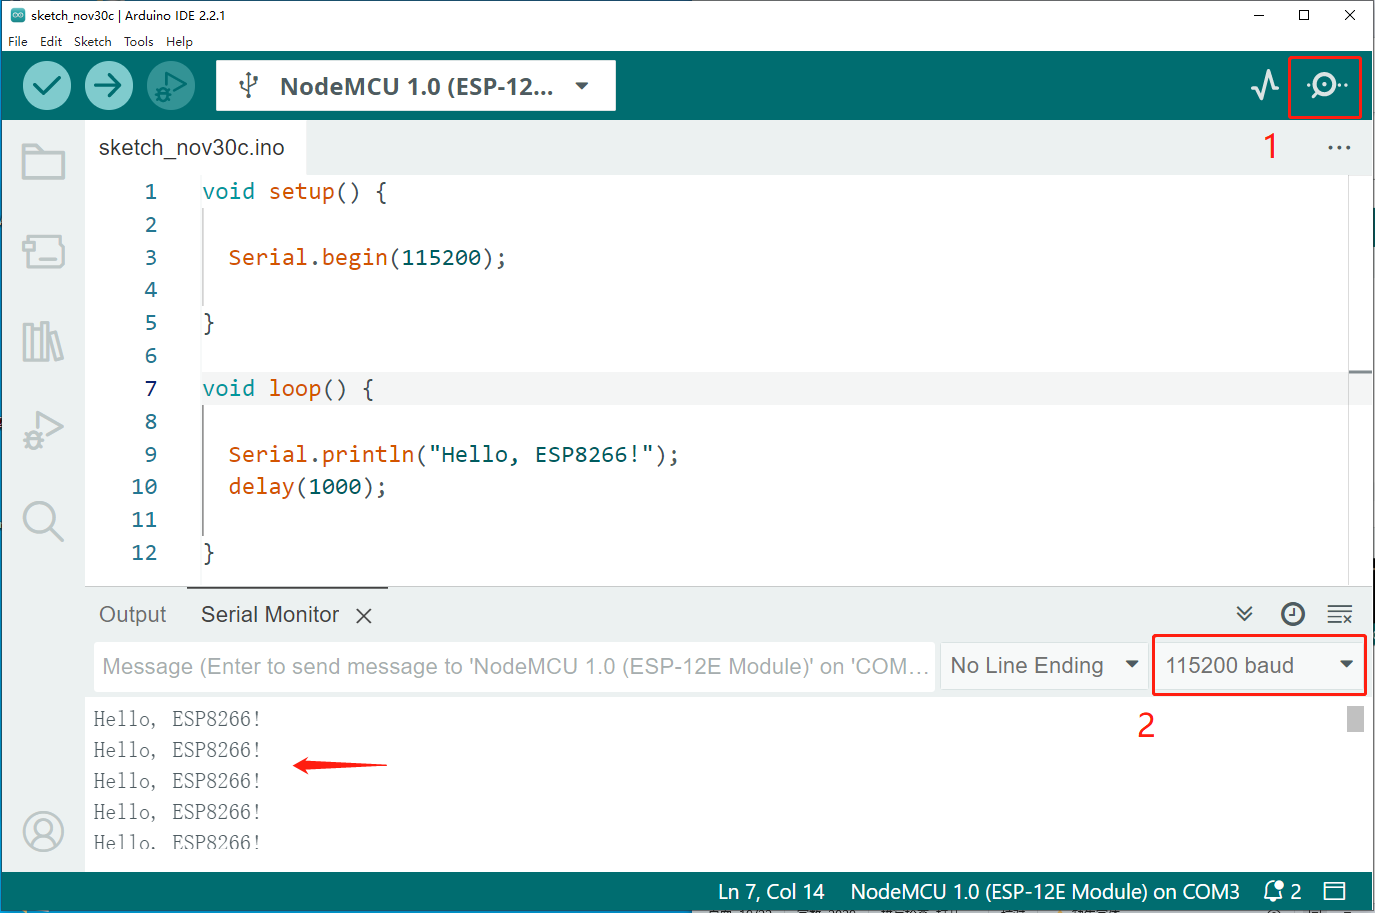 sketch_nov30c | Arduino IDE 2.2.1
File Edit Sketch Tools Help
NodeMCU 1.0 (ESP-12...
1
sketch_nov30c.ino
1 void setup() {
2
3 Serial.begin(115200);
4
5 }
6
7 void loop() {
8
9 Serial.println("Hello, ESP8266!");
10 delay(1000);
11
12 }
Output Serial Monitor
Message (Enter to send message to 'NodeMCU 1.0 (ESP-12E Module)' on 'COM... No Line Ending 115200 baud
2
Hello, ESP8266!
Hello, ESP8266!
Hello, ESP8266!
Hello, ESP8266!
Hello, ESP8266!
Ln 7, Col 14 NodeMCU 1.0 (ESP-12E Module) on COM3 2